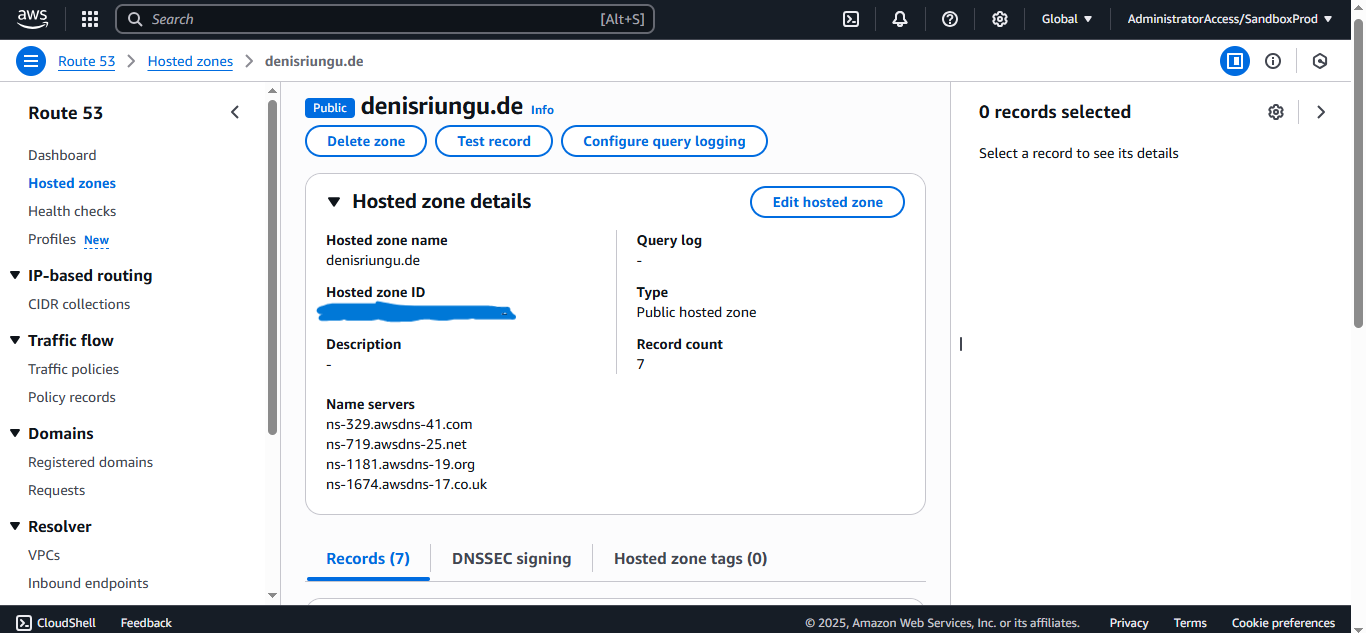 aws
Search [Alt+S]
Global
AdministratorAccess/SandboxProd
Route 53 > Hosted zones > denisriungu.de
Route 53
Dashboard
Hosted zones
Health checks
Profiles New
IP-based routing
CIDR collections
Traffic flow
Traffic policies
Policy records
Domains
Registered domains
Requests
Resolver
VPCs
Inbound endpoints
Public denisriungu.de Info
Delete zone
Test record
Configure query logging
Hosted zone details
Edit hosted zone
Hosted zone name
denisriungu.de
Hosted zone ID
Description
-
Name servers
ns-329.awsdns-41.com
ns-719.awsdns-25.net
ns-1181.awsdns-19.org
ns-1674.awsdns-17.co.uk
Query log
-
Type
Public hosted zone
Record count
7
Records (7)
DNSSEC signing
Hosted zone tags (0)
0 records selected
Select a record to see its details
CloudShell
Feedback
© 2025, Amazon Web Services, Inc. or its affiliates.
Privacy
Terms
Cookie preferences